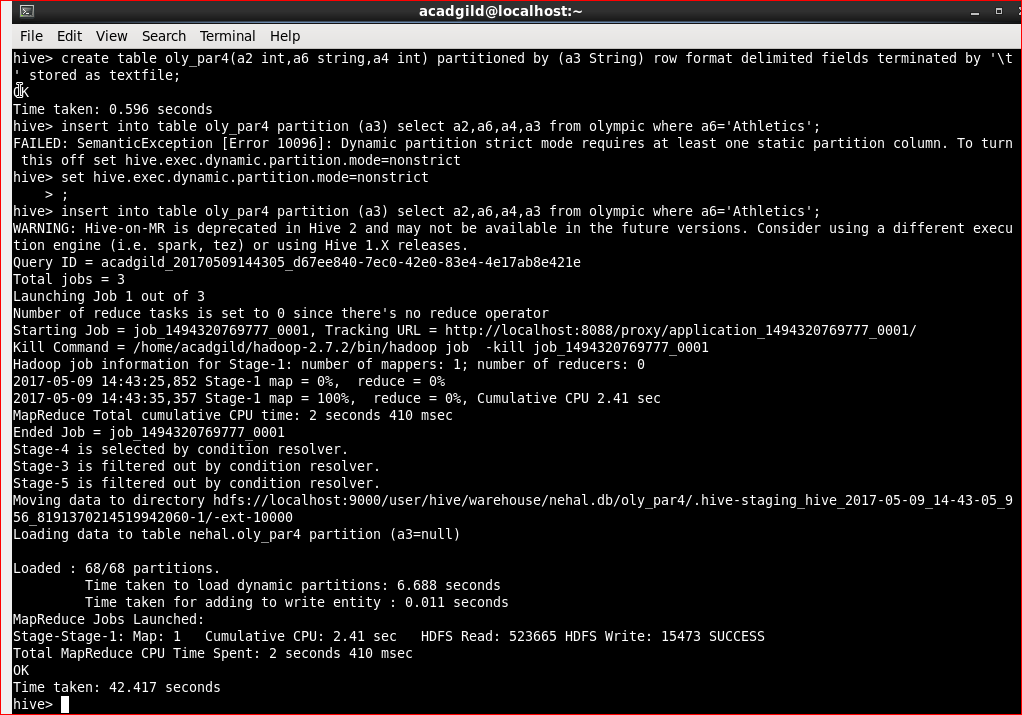 acadgild@localhost:~
File Edit View Search Terminal Help
hive> create table oly_par4(a2 int,a6 string,a4 int) partitioned by (a3 String) row format delimited fields terminated by '\t
' stored as textfile;
OK
Time taken: 0.596 seconds
hive> insert into table oly_par4 partition (a3) select a2,a6,a4,a3 from olympic where a6='Athletics';
FAILED: SemanticException [Error 10096]: Dynamic partition strict mode requires at least one static partition column. To turn
 this off set hive.exec.dynamic.partition.mode=nonstrict
hive> set hive.exec.dynamic.partition.mode=nonstrict
    > ;
hive> insert into table oly_par4 partition (a3) select a2,a6,a4,a3 from olympic where a6='Athletics';
WARNING: Hive-on-MR is deprecated in Hive 2 and may not be available in the future versions. Consider using a different execu
tion engine (i.e. spark, tez) or using Hive 1.X releases.
Query ID = acadgild_20170509144305_d67ee840-7ec0-42e0-83e4-4e17ab8e421e
Total jobs = 3
Launching Job 1 out of 3
Number of reduce tasks is set to 0 since there's no reduce operator
Starting Job = job_1494320769777_0001, Tracking URL = http://localhost:8088/proxy/application_1494320769777_0001/
Kill Command = /home/acadgild/hadoop-2.7.2/bin/hadoop job  -kill job_1494320769777_0001
Hadoop job information for Stage-1: number of mappers: 1; number of reducers: 0
2017-05-09 14:43:25,852 Stage-1 map = 0%,  reduce = 0%
2017-05-09 14:43:35,357 Stage-1 map = 100%,  reduce = 0%, Cumulative CPU 2.41 sec
MapReduce Total cumulative CPU time: 2 seconds 410 msec
Ended Job = job_1494320769777_0001
Stage-4 is selected by condition resolver.
Stage-3 is filtered out by condition resolver.
Stage-5 is filtered out by condition resolver.
Moving data to directory hdfs://localhost:9000/user/hive/warehouse/nehal.db/oly_par4/.hive-staging_hive_2017-05-09_14-43-05_9
56_8191370214519942060-1/-ext-10000
Loading data to table nehal.oly_par4 partition (a3=null)

Loaded : 68/68 partitions.
         Time taken to load dynamic partitions: 6.688 seconds
         Time taken for adding to write entity : 0.011 seconds
MapReduce Jobs Launched:
Stage-Stage-1: Map: 1   Cumulative CPU: 2.41 sec   HDFS Read: 523665 HDFS Write: 15473 SUCCESS
Total MapReduce CPU Time Spent: 2 seconds 410 msec
OK
Time taken: 42.417 seconds
hive>